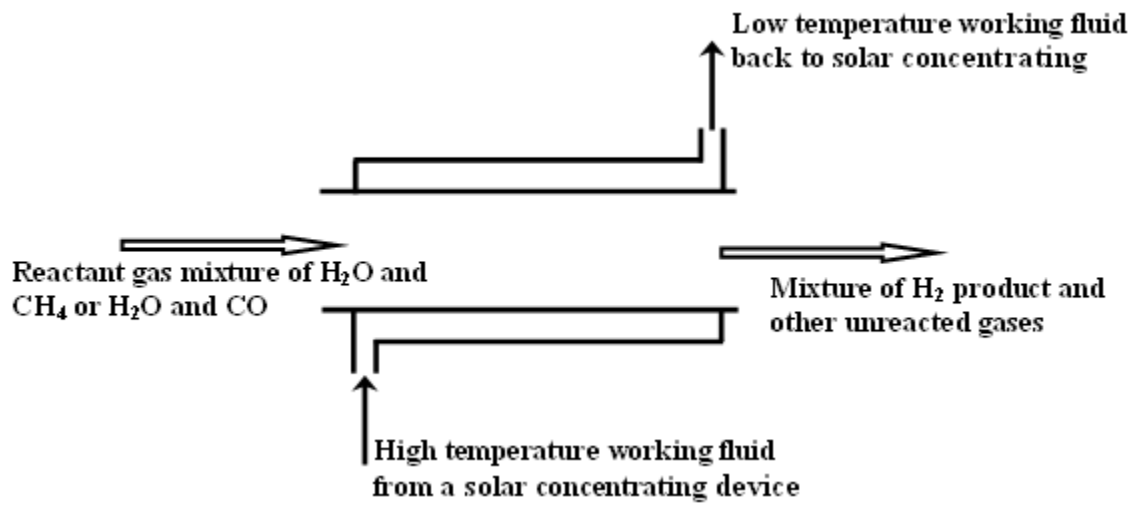 Low temperature working fluid
back to solar concentrating
Reactant gas mixture of H₂O and
CH₄ or H₂O and CO
Mixture of H₂ product and
other unreacted gases
High temperature working fluid
from a solar concentrating device